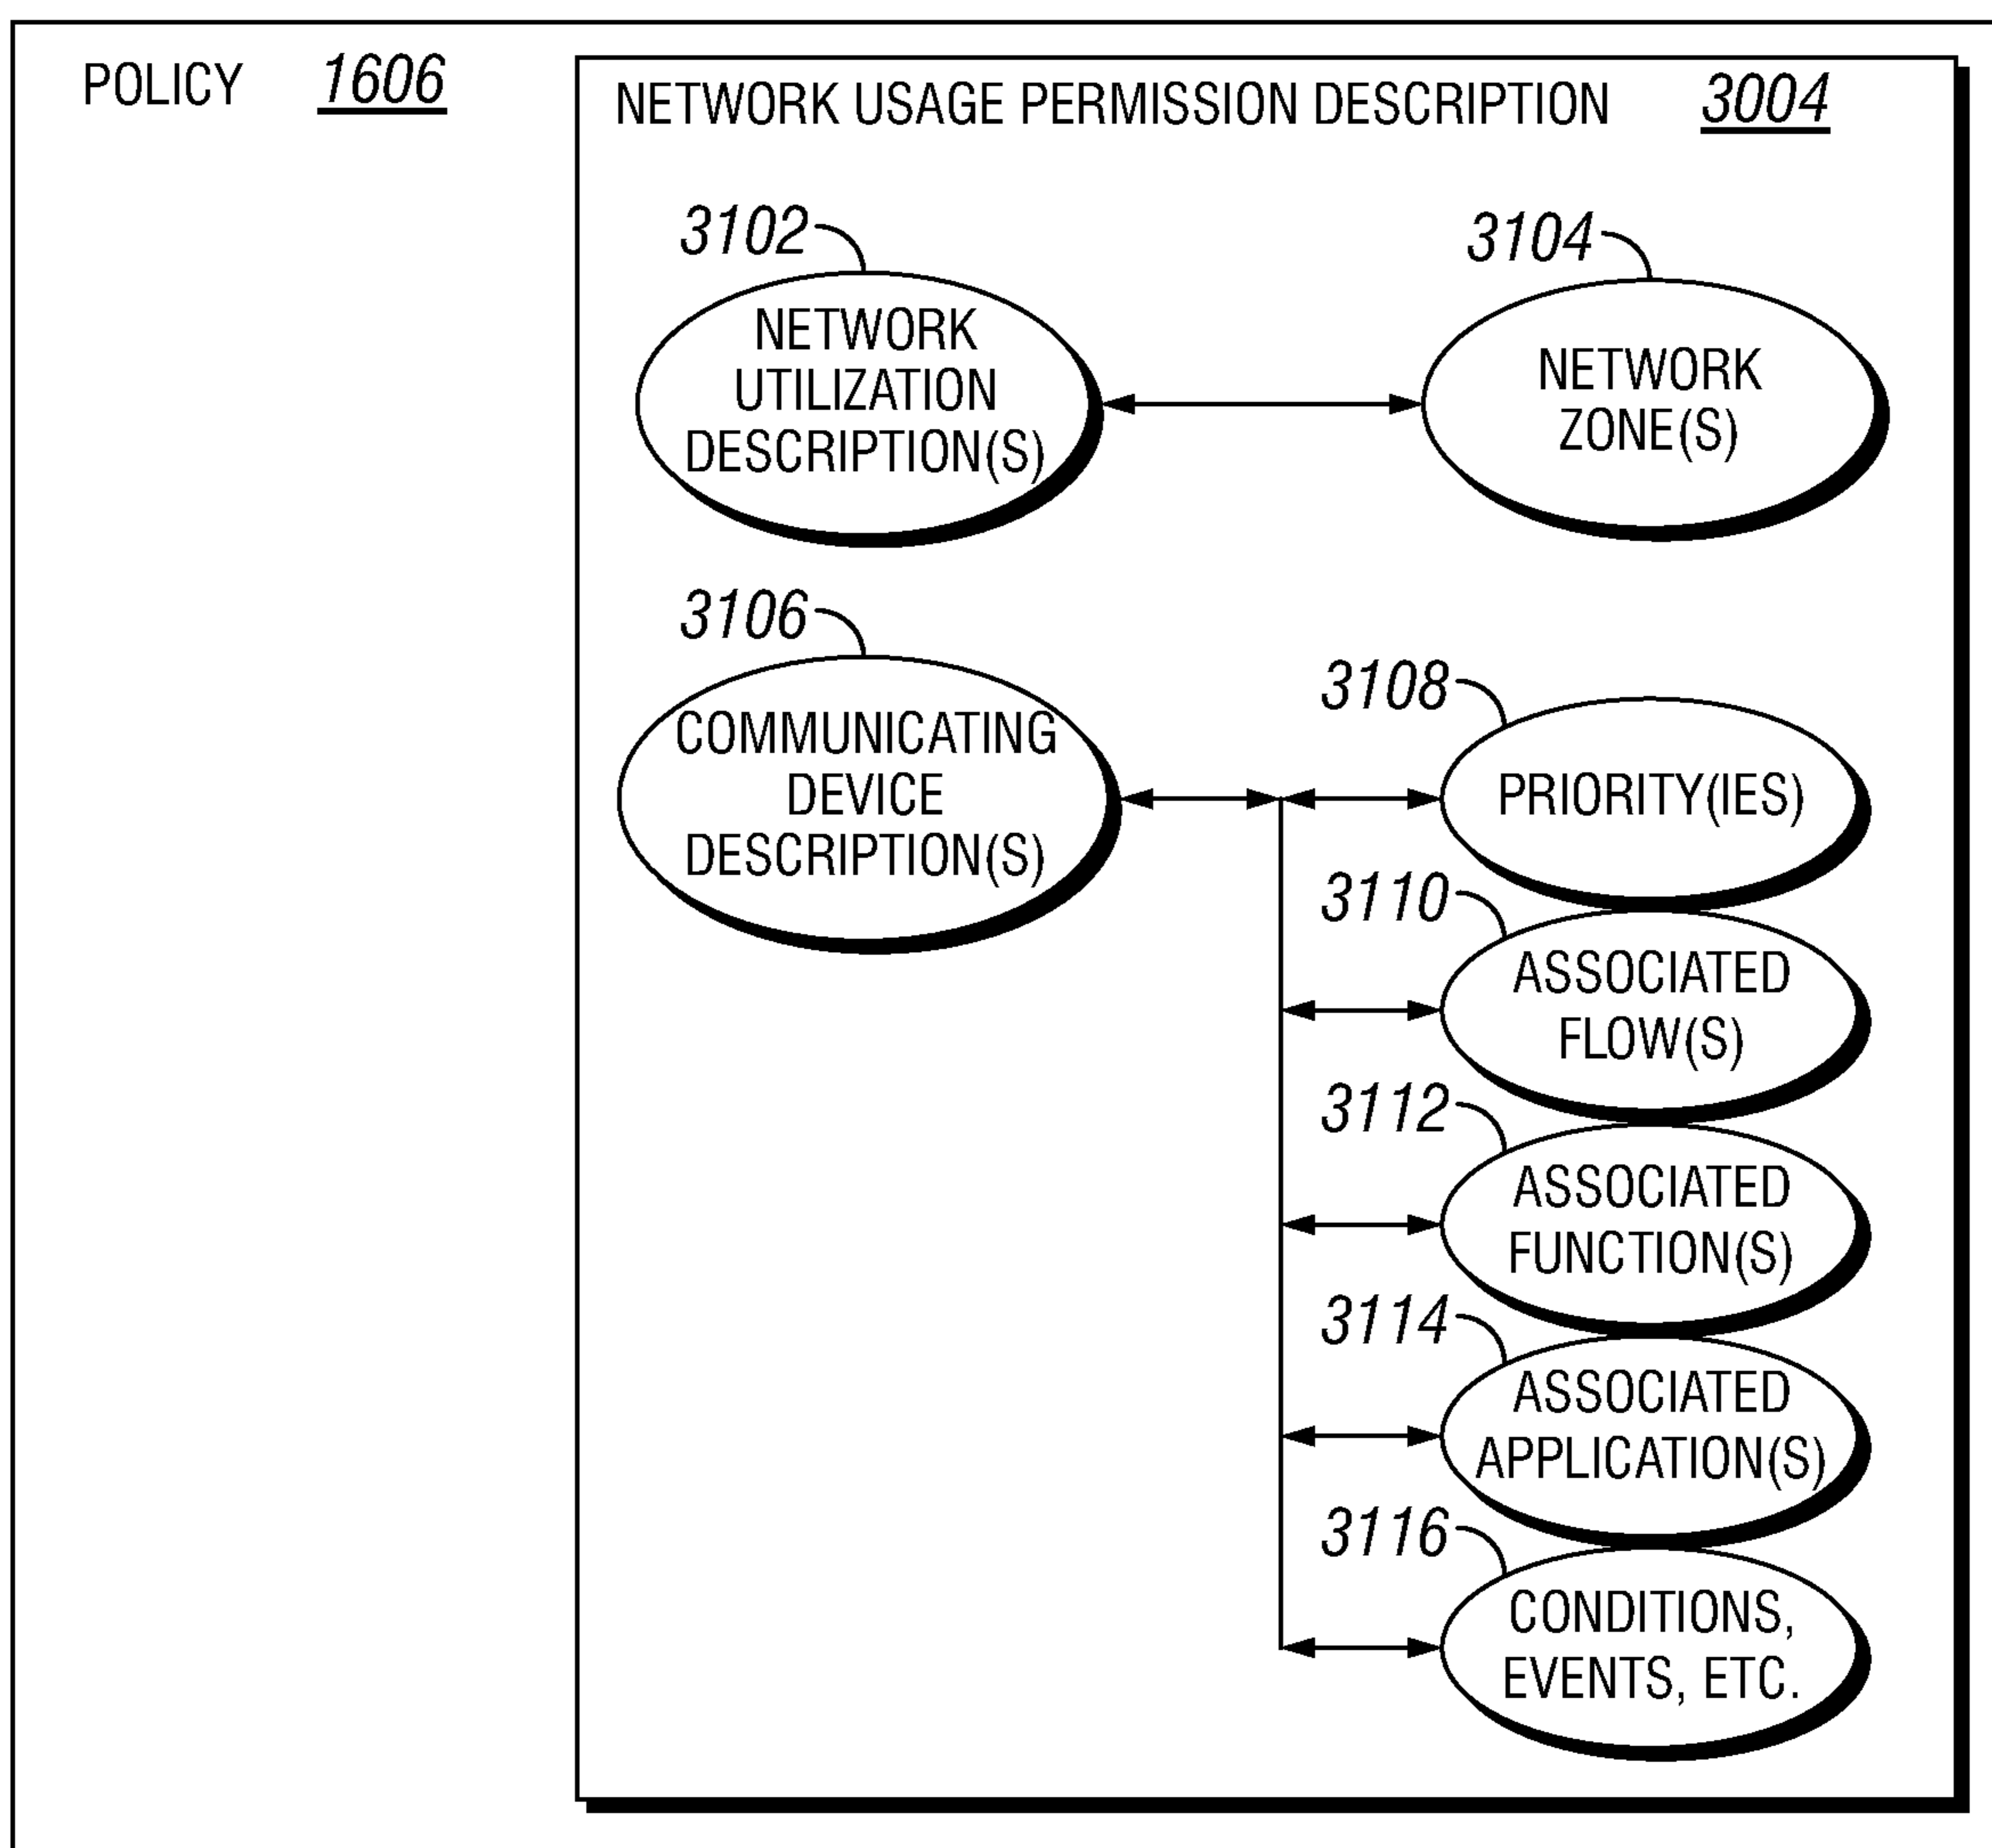 POLICY 1606
NETWORK USAGE PERMISSION DESCRIPTION 3004
3102
NETWORK
UTILIZATION
DESCRIPTION(S)
3104
NETWORK
ZONE(S)
3106
COMMUNICATING
DEVICE
DESCRIPTION(S)
3108
PRIORITY(IES)
3110
ASSOCIATED
FLOW(S)
3112
ASSOCIATED
FUNCTION(S)
3114
ASSOCIATED
APPLICATION(S)
3116
CONDITIONS,
EVENTS, ETC.